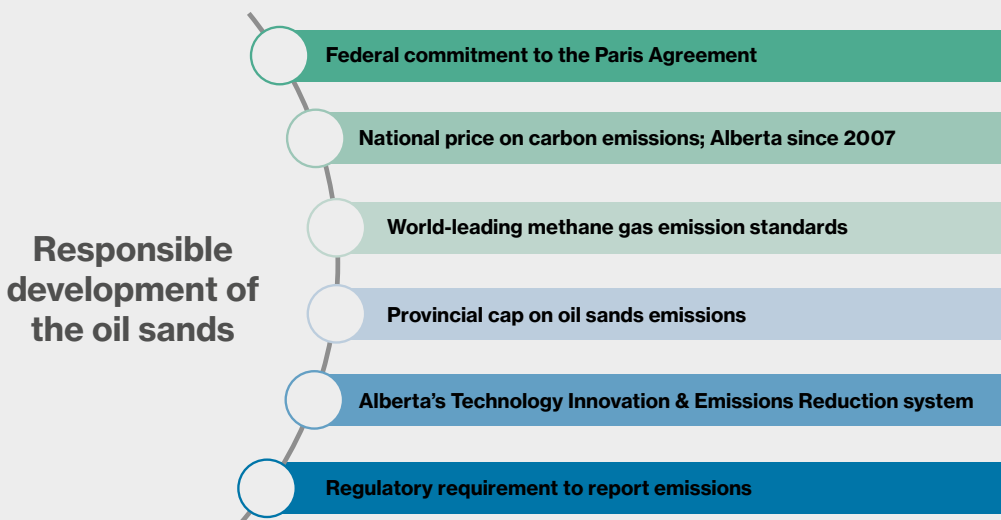 Federal commitment to the Paris Agreement
National price on carbon emissions; Alberta since 2007
World-leading methane gas emission standards
Responsible
development of
the oil sands
Provincial cap on oil sands emissions
Alberta’s Technology Innovation & Emissions Reduction system
Regulatory requirement to report emissions